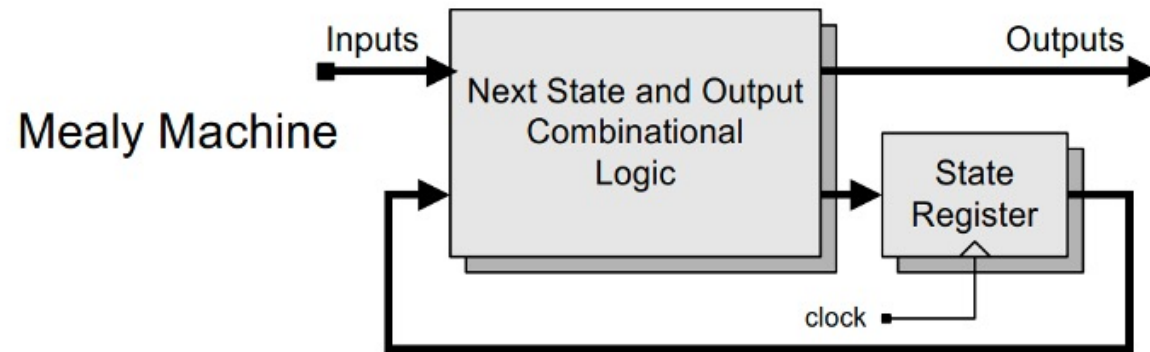 Inputs
Outputs
Mealy Machine
Next State and Output
Combinational
Logic
State
Register
clock